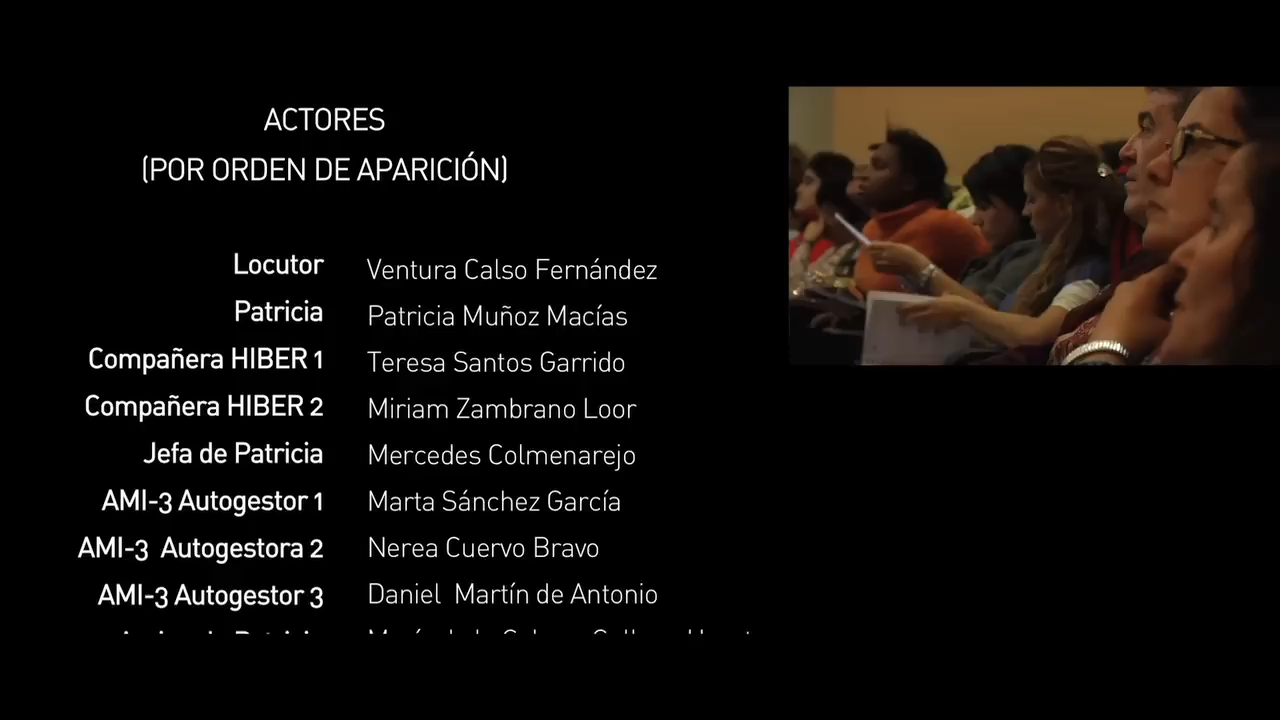 ACTORES
(POR ORDEN DE APARICIÓN)
Locutor Ventura Calso Fernández
Patricia Patricia Muñoz Macías
Compañera HIBER 1 Teresa Santos Garrido
Compañera HIBER 2 Miriam Zambrano Loor
Jefa de Patricia Mercedes Colmenarejo
AMI-3 Autogestor 1 Marta Sánchez García
AMI-3 Autogestora 2 Nerea Cuervo Bravo
AMI-3 Autogestor 3 Daniel Martín de Antonio